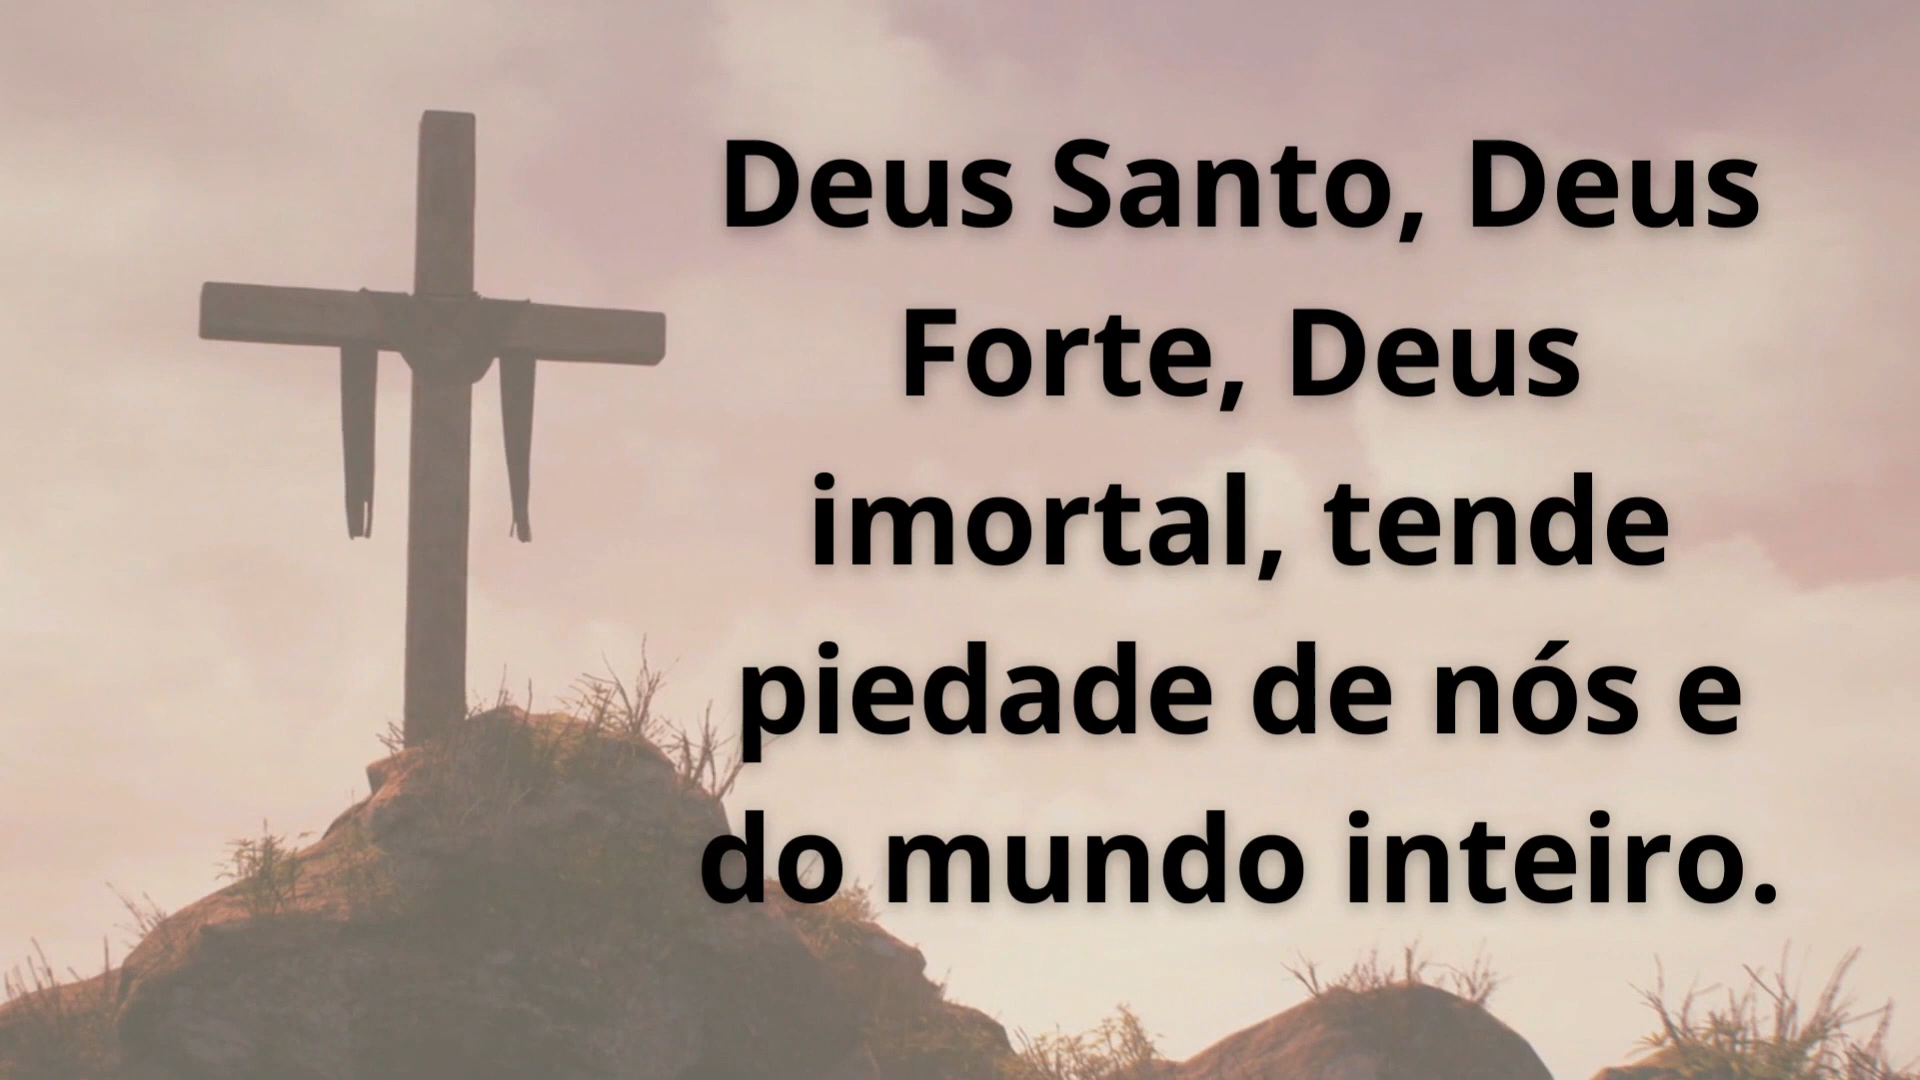 Deus Santo, Deus
Forte, Deus
imortal, tende
piedade de nós e
do mundo inteiro.